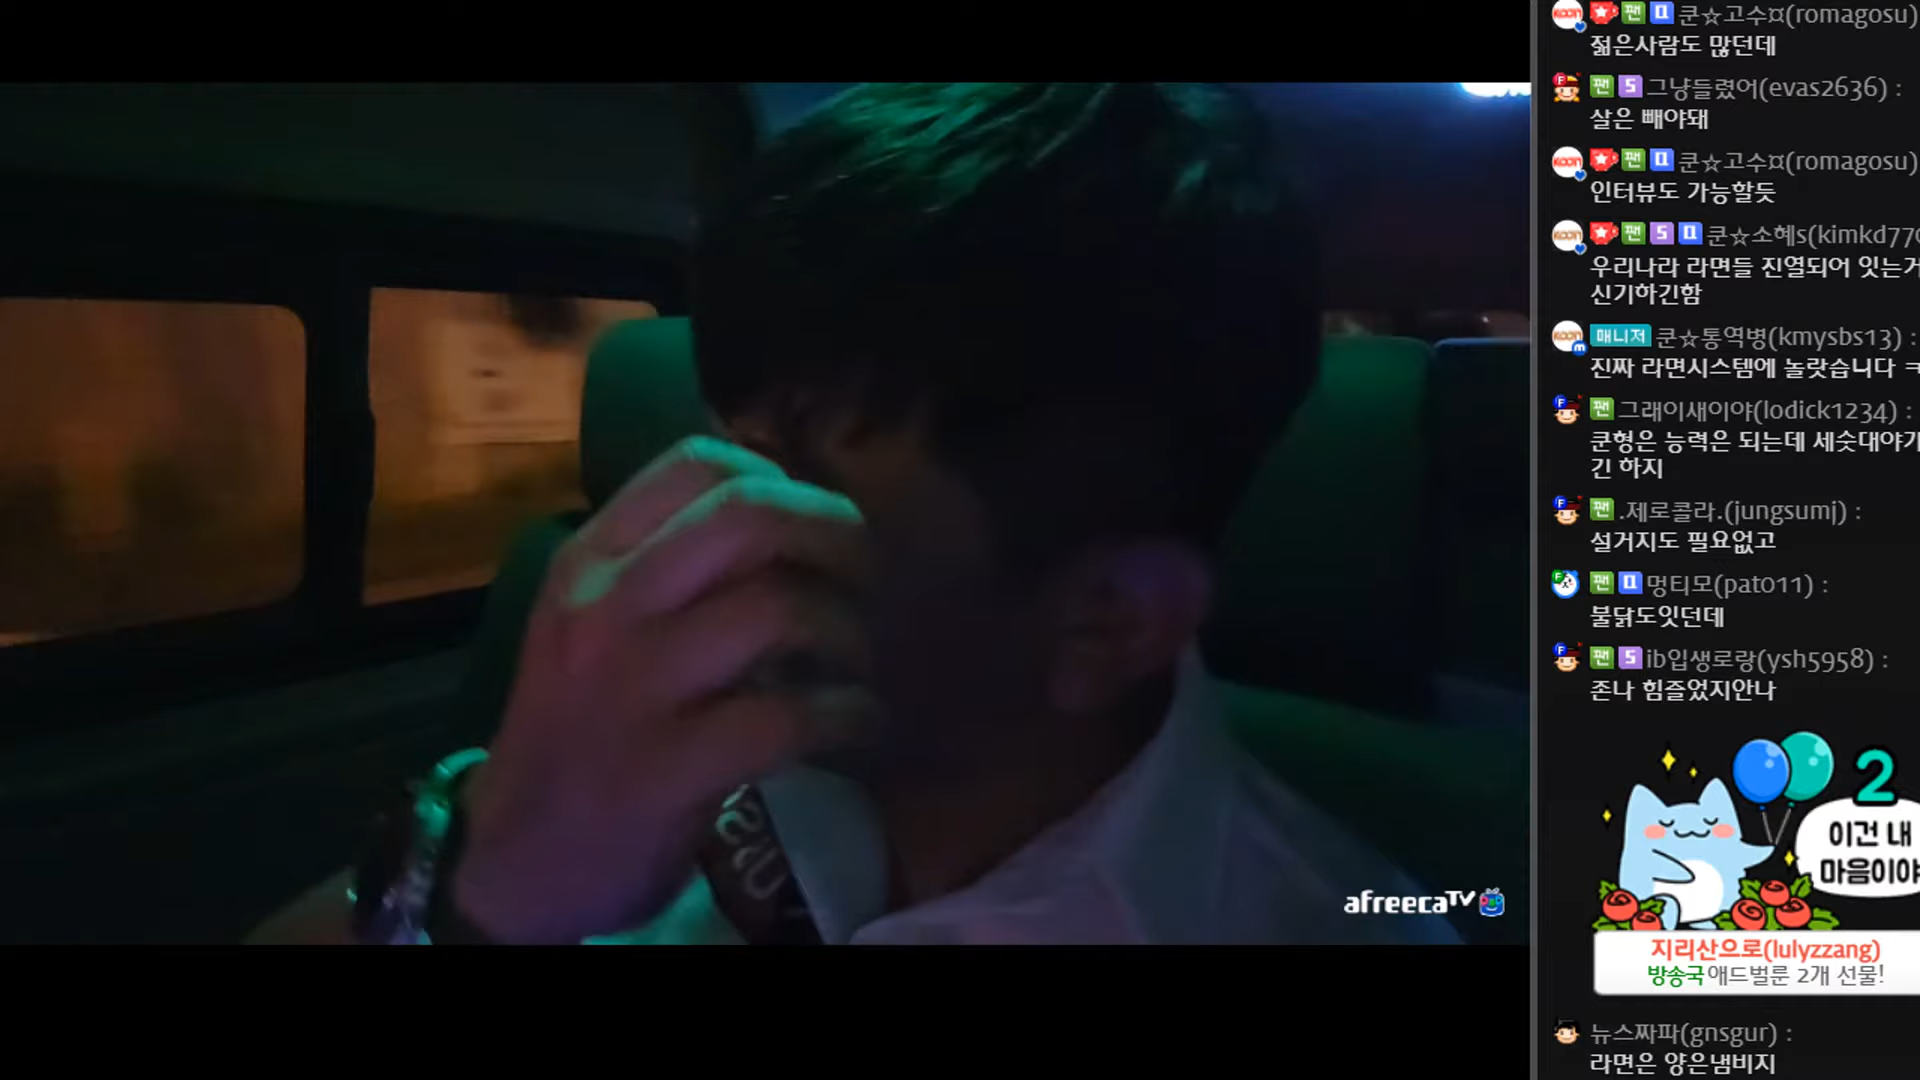 쿤☆고수¤(romagosu)
젊은사람도 많던데
팬 S 그냥들렸어(evas2636) :
살은 빼야돼
쿤☆고수¤(romagosu)
인터뷰도 가능할듯
쿤☆소혜s(kimkd77
우리나라 라면들 진열되어 잇는거
신기하긴함
매니저 쿤☆통역병(kmysbs13) :
진짜 라면시스템에 놀랏습니다 ㅋ
팬 그래이새이야(lodick1234) :
쿤형은 능력은 되는데 세숫대야가
긴 하지
팬 .제로콜라.(jungsumj) :
설거지도 필요없고
팬 멍티모(pat011) :
불닭도잇던데
팬 S ib입생로랑(ysh5958) :
존나 힘즐었지안나
2
이건 내
마음이야
지리산으로(lulyzzang)
방송국 애드벌룬 2개 선물!
뉴스짜파(gnsgur) :
라면은 양은냄비지
afreecaTV